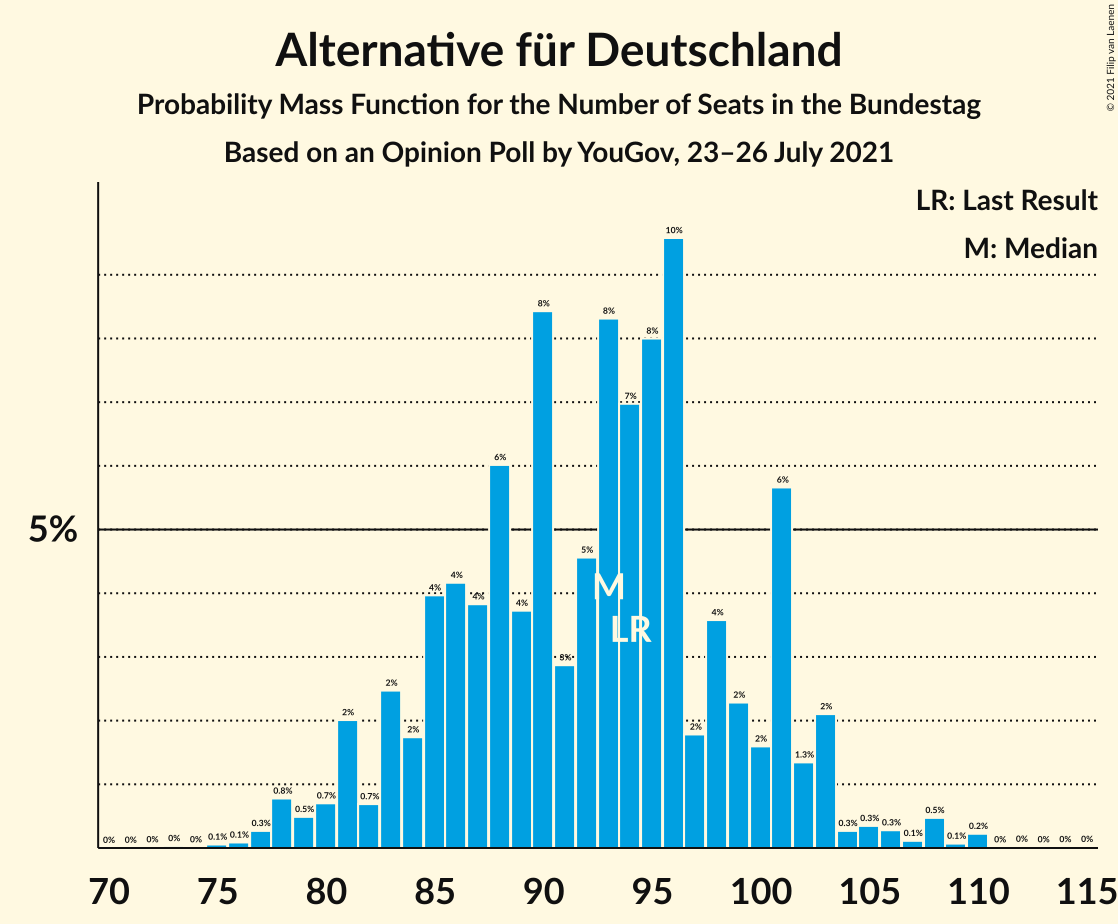 Alternative für Deutschland
Probability Mass Function for the Number of Seats in the Bundestag
Based on an Opinion Poll by YouGov, 23–26 July 2021
© 2021 Filip van Laenen
LR: Last Result
M: Median
5%
0% 0% 0% 0% 0% 0.1% 0.1% 0.3% 0.8% 0.5% 0.7% 2% 0.7% 2% 2% 4% 4% 4% 6% 4% 8% 3% 5% 8% 7% 8% 10% 2% 4% 2% 2% 6% 1.3% 2% 0.3% 0.3% 0.3% 0.1% 0.5% 0.1% 0.2% 0% 0% 0% 0% 0%
M
LR
70 75 80 85 90 95 100 105 110 115